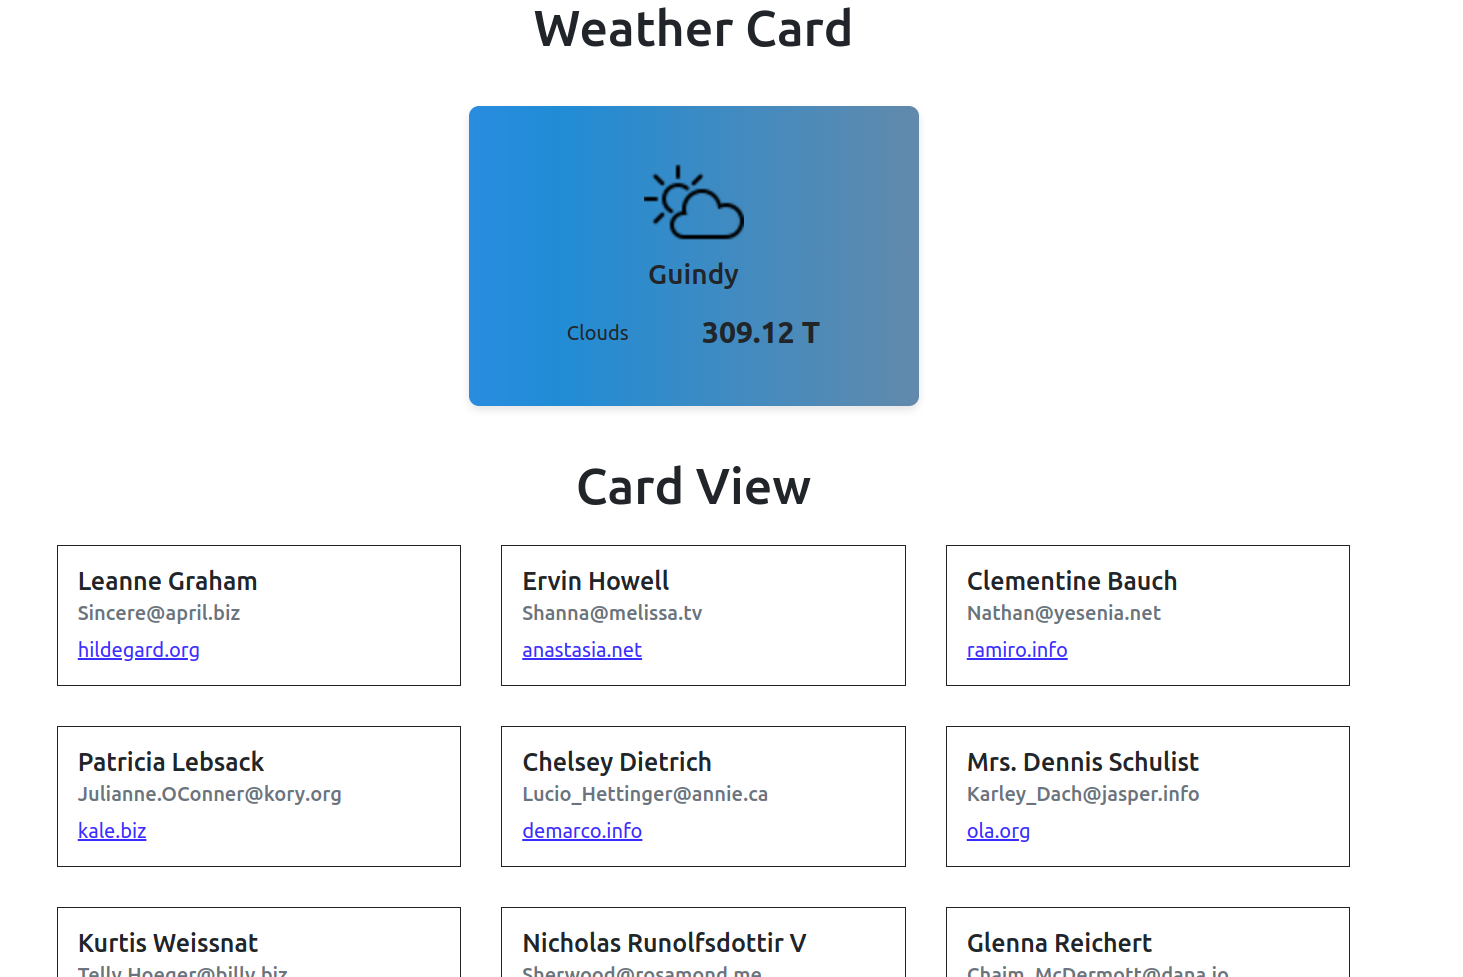 Weather Card
Guindy
Clouds 309.12 T
Card View
Leanne Graham
Sincere@april.biz
hildegard.org
Ervin Howell
Shanna@melissa.tv
anastasia.net
Clementine Bauch
Nathan@yesenia.net
ramiro.info
Patricia Lebsack
Julianne.OConner@kory.org
kale.biz
Chelsey Dietrich
Lucio_Hettinger@annie.ca
demarco.info
Mrs. Dennis Schulist
Karley_Dach@jasper.info
ola.org
Kurtis Weissnat
Telly.Hoeger@billy.biz
Nicholas Runolfsdottir V
Sherwood@rosamond.me
Glenna Reichert
Chaim_McDermott@dana.io